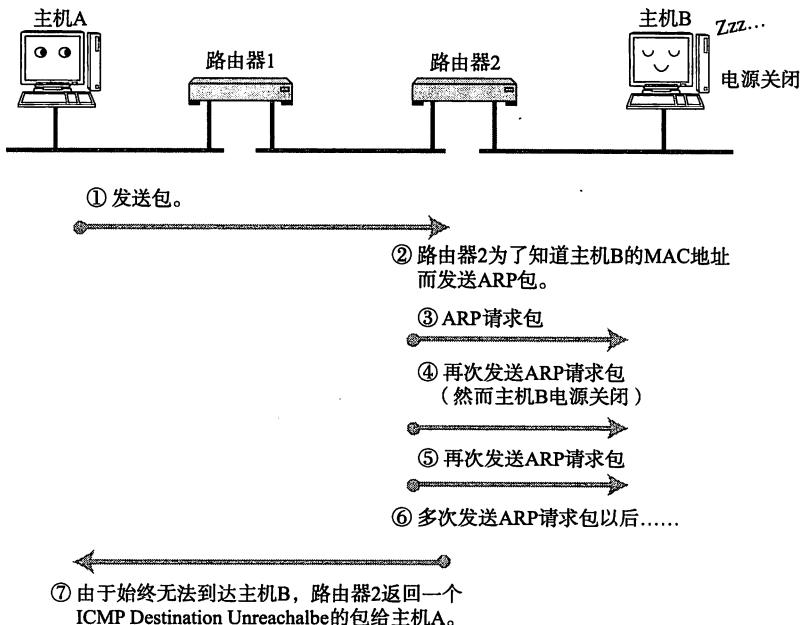 主机A
路由器1
路由器2
主机B
Zzz...
电源关闭
① 发送包。
② 路由器2为了知道主机B的MAC地址
而发送ARP包。
③ ARP请求包
④ 再次发送ARP请求包
（然而主机B电源关闭）
⑤ 再次发送ARP请求包
⑥ 多次发送ARP请求包以后……
⑦ 由于始终无法到达主机B，路由器2返回一个
ICMP Destination Unreachalbe的包给主机A。